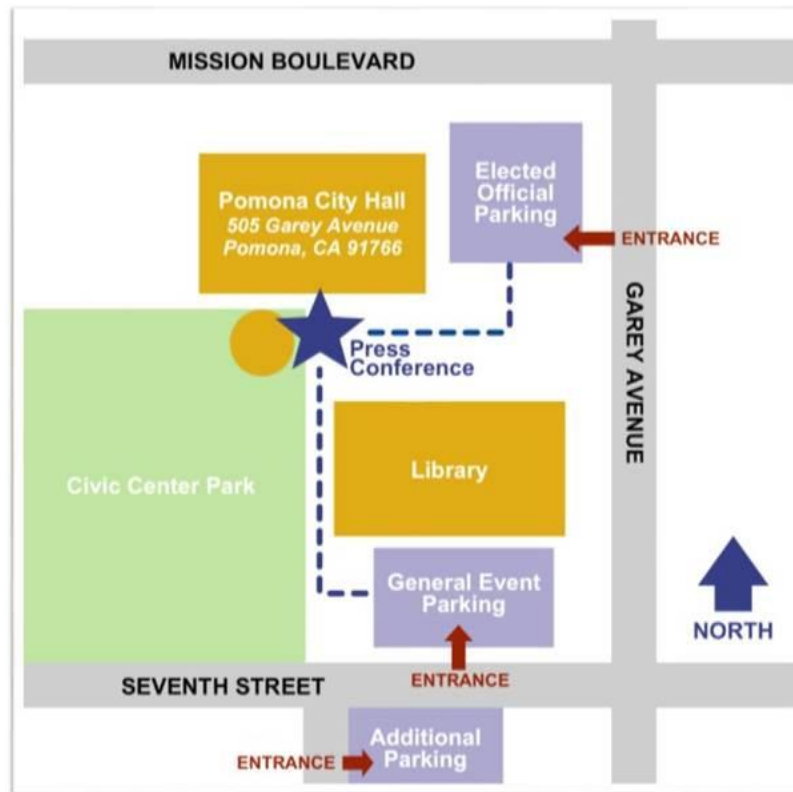 MISSION BOULEVARD
Elected
Official
Parking
Pomona City Hall
505 Garey Avenue
Pomona, CA 91766
ENTRANCE
GAREY AVENUE
Press
Conference
Library
Civic Center Park
General Event
Parking
NORTH
ENTRANCE
SEVENTH STREET
Additional
Parking
ENTRANCE